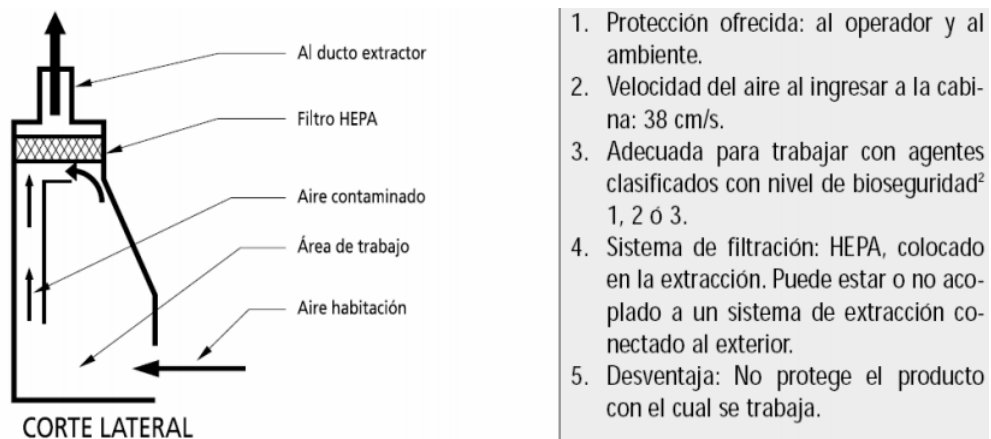 Al ducto extractor
Filtro HEPA
Aire contaminado
Área de trabajo
Aire habitación
CORTE LATERAL
1. Protección ofrecida: al operador y al
ambiente.
2. Velocidad del aire al ingresar a la cabi-
na: 38 cm/s.
3. Adecuada para trabajar con agentes
clasificados con nivel de bioseguridad²
1, 2 ó 3.
4. Sistema de filtración: HEPA, colocado
en la extracción. Puede estar o no aco-
plado a un sistema de extracción co-
nectado al exterior.
5. Desventaja: No protege el producto
con el cual se trabaja.